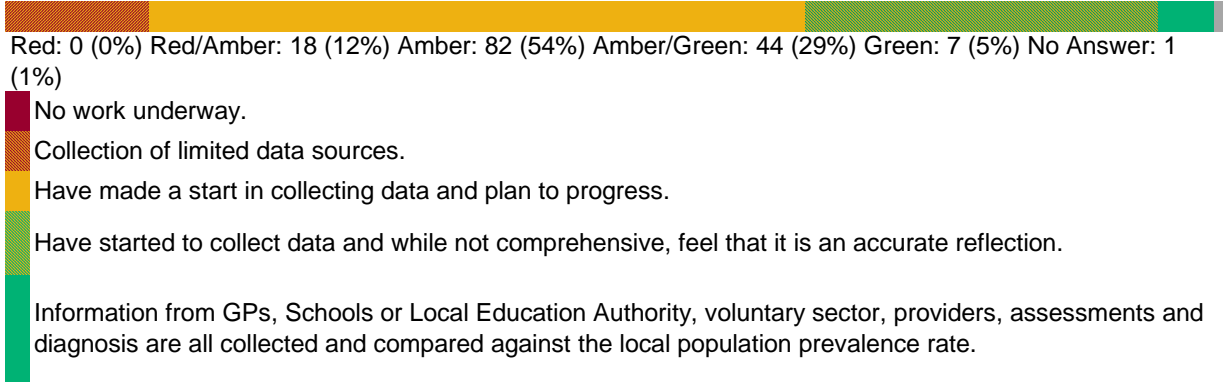 Red: 0 (0%) Red/Amber: 18 (12%) Amber: 82 (54%) Amber/Green: 44 (29%) Green: 7 (5%) No Answer: 1
(1%)
No work underway.
Collection of limited data sources.
Have made a start in collecting data and plan to progress.
Have started to collect data and while not comprehensive, feel that it is an accurate reflection.
Information from GPs, Schools or Local Education Authority, voluntary sector, providers, assessments and
diagnosis are all collected and compared against the local population prevalence rate.